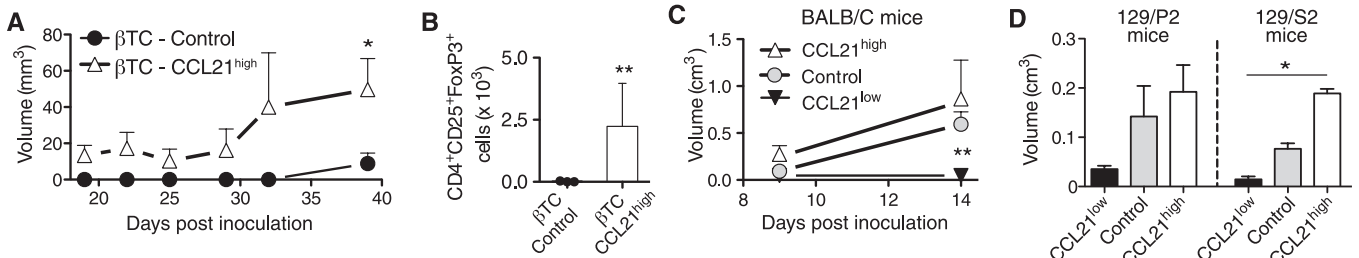 A
Volume (mm³)
80
60
40
20
0
βTC - Control
βTC - CCL21ʰⁱᵍʰ
*
20 25 30 35 40
Days post inoculation
B
CD4⁺CD25⁺FoxP3⁺
cells (x 10³)
5.0
2.5
0.0
**
βTC
Control
βTC
CCL21ʰⁱᵍʰ
C
BALB/C mice
Volume (cm³)
1.5
1.0
0.5
0.0
CCL21ʰⁱᵍʰ
Control
CCL21ˡᵒʷ
**
8 10 12 14
Days post inoculation
D
129/P2
mice
129/S2
mice
Volume (cm³)
0.3
0.2
0.1
0
*
CCL21ˡᵒʷ
Control
CCL21ʰⁱᵍʰ
CCL21ˡᵒʷ
Control
CCL21ʰⁱᵍʰ